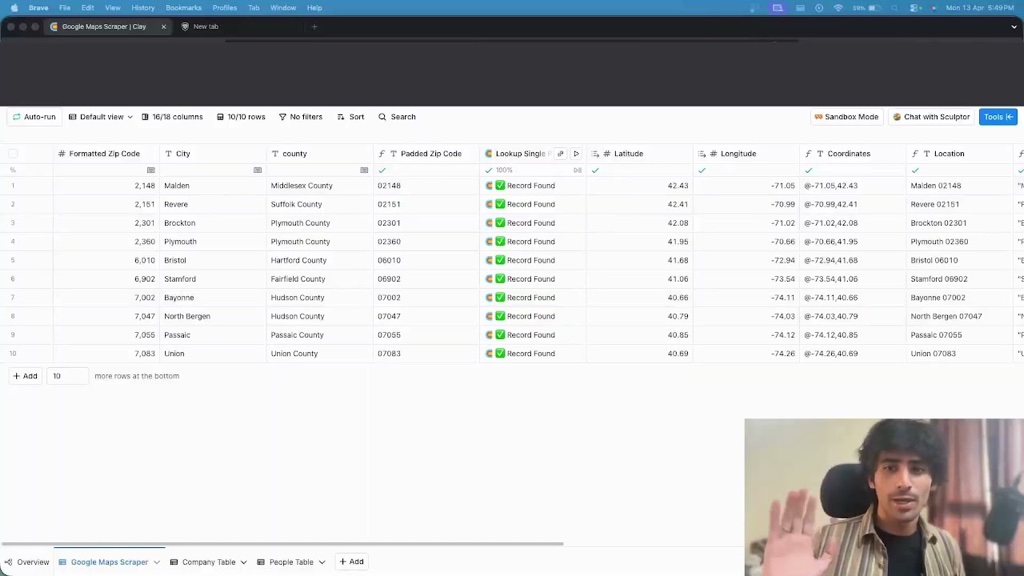 Brave File Edit View History Bookmarks Profiles Tab Window Help 39% Mon 13 Apr 5:49PM
Google Maps Scraper | Clay × New tab +
Auto-run Default view 16/18 columns 10/10 rows No filters Sort Search Sandbox Mode Chat with Sculptor Tools
# Formatted Zip Code T City T county T Padded Zip Code Lookup Single # Latitude # Longitude T Coordinates T Location
% 100%
1 2,148 Malden Middlesex County 02148 Record Found 42.43 -71.05 @-71.05,42.43 Malden 02148
2 2,151 Revere Suffolk County 02151 Record Found 42.41 -70.99 @-70.99,42.41 Revere 02151
3 2,301 Brockton Plymouth County 02301 Record Found 42.08 -71.02 @-71.02,42.08 Brockton 02301
4 2,360 Plymouth Plymouth County 02360 Record Found 41.95 -70.66 @-70.66,41.95 Plymouth 02360
5 6,010 Bristol Hartford County 06010 Record Found 41.68 -72.94 @-72.94,41.68 Bristol 06010
6 6,902 Stamford Fairfield County 06902 Record Found 41.06 -73.54 @-73.54,41.06 Stamford 06902
7 7,002 Bayonne Hudson County 07002 Record Found 40.66 -74.11 @-74.11,40.66 Bayonne 07002
8 7,047 North Bergen Hudson County 07047 Record Found 40.79 -74.03 @-74.03,40.79 North Bergen 07047
9 7,055 Passaic Passaic County 07055 Record Found 40.85 -74.12 @-74.12,40.85 Passaic 07055
10 7,083 Union Union County 07083 Record Found 40.69 -74.26 @-74.26,40.69 Union 07083
+ Add 10 more rows at the bottom
Overview Google Maps Scraper Company Table People Table + Add